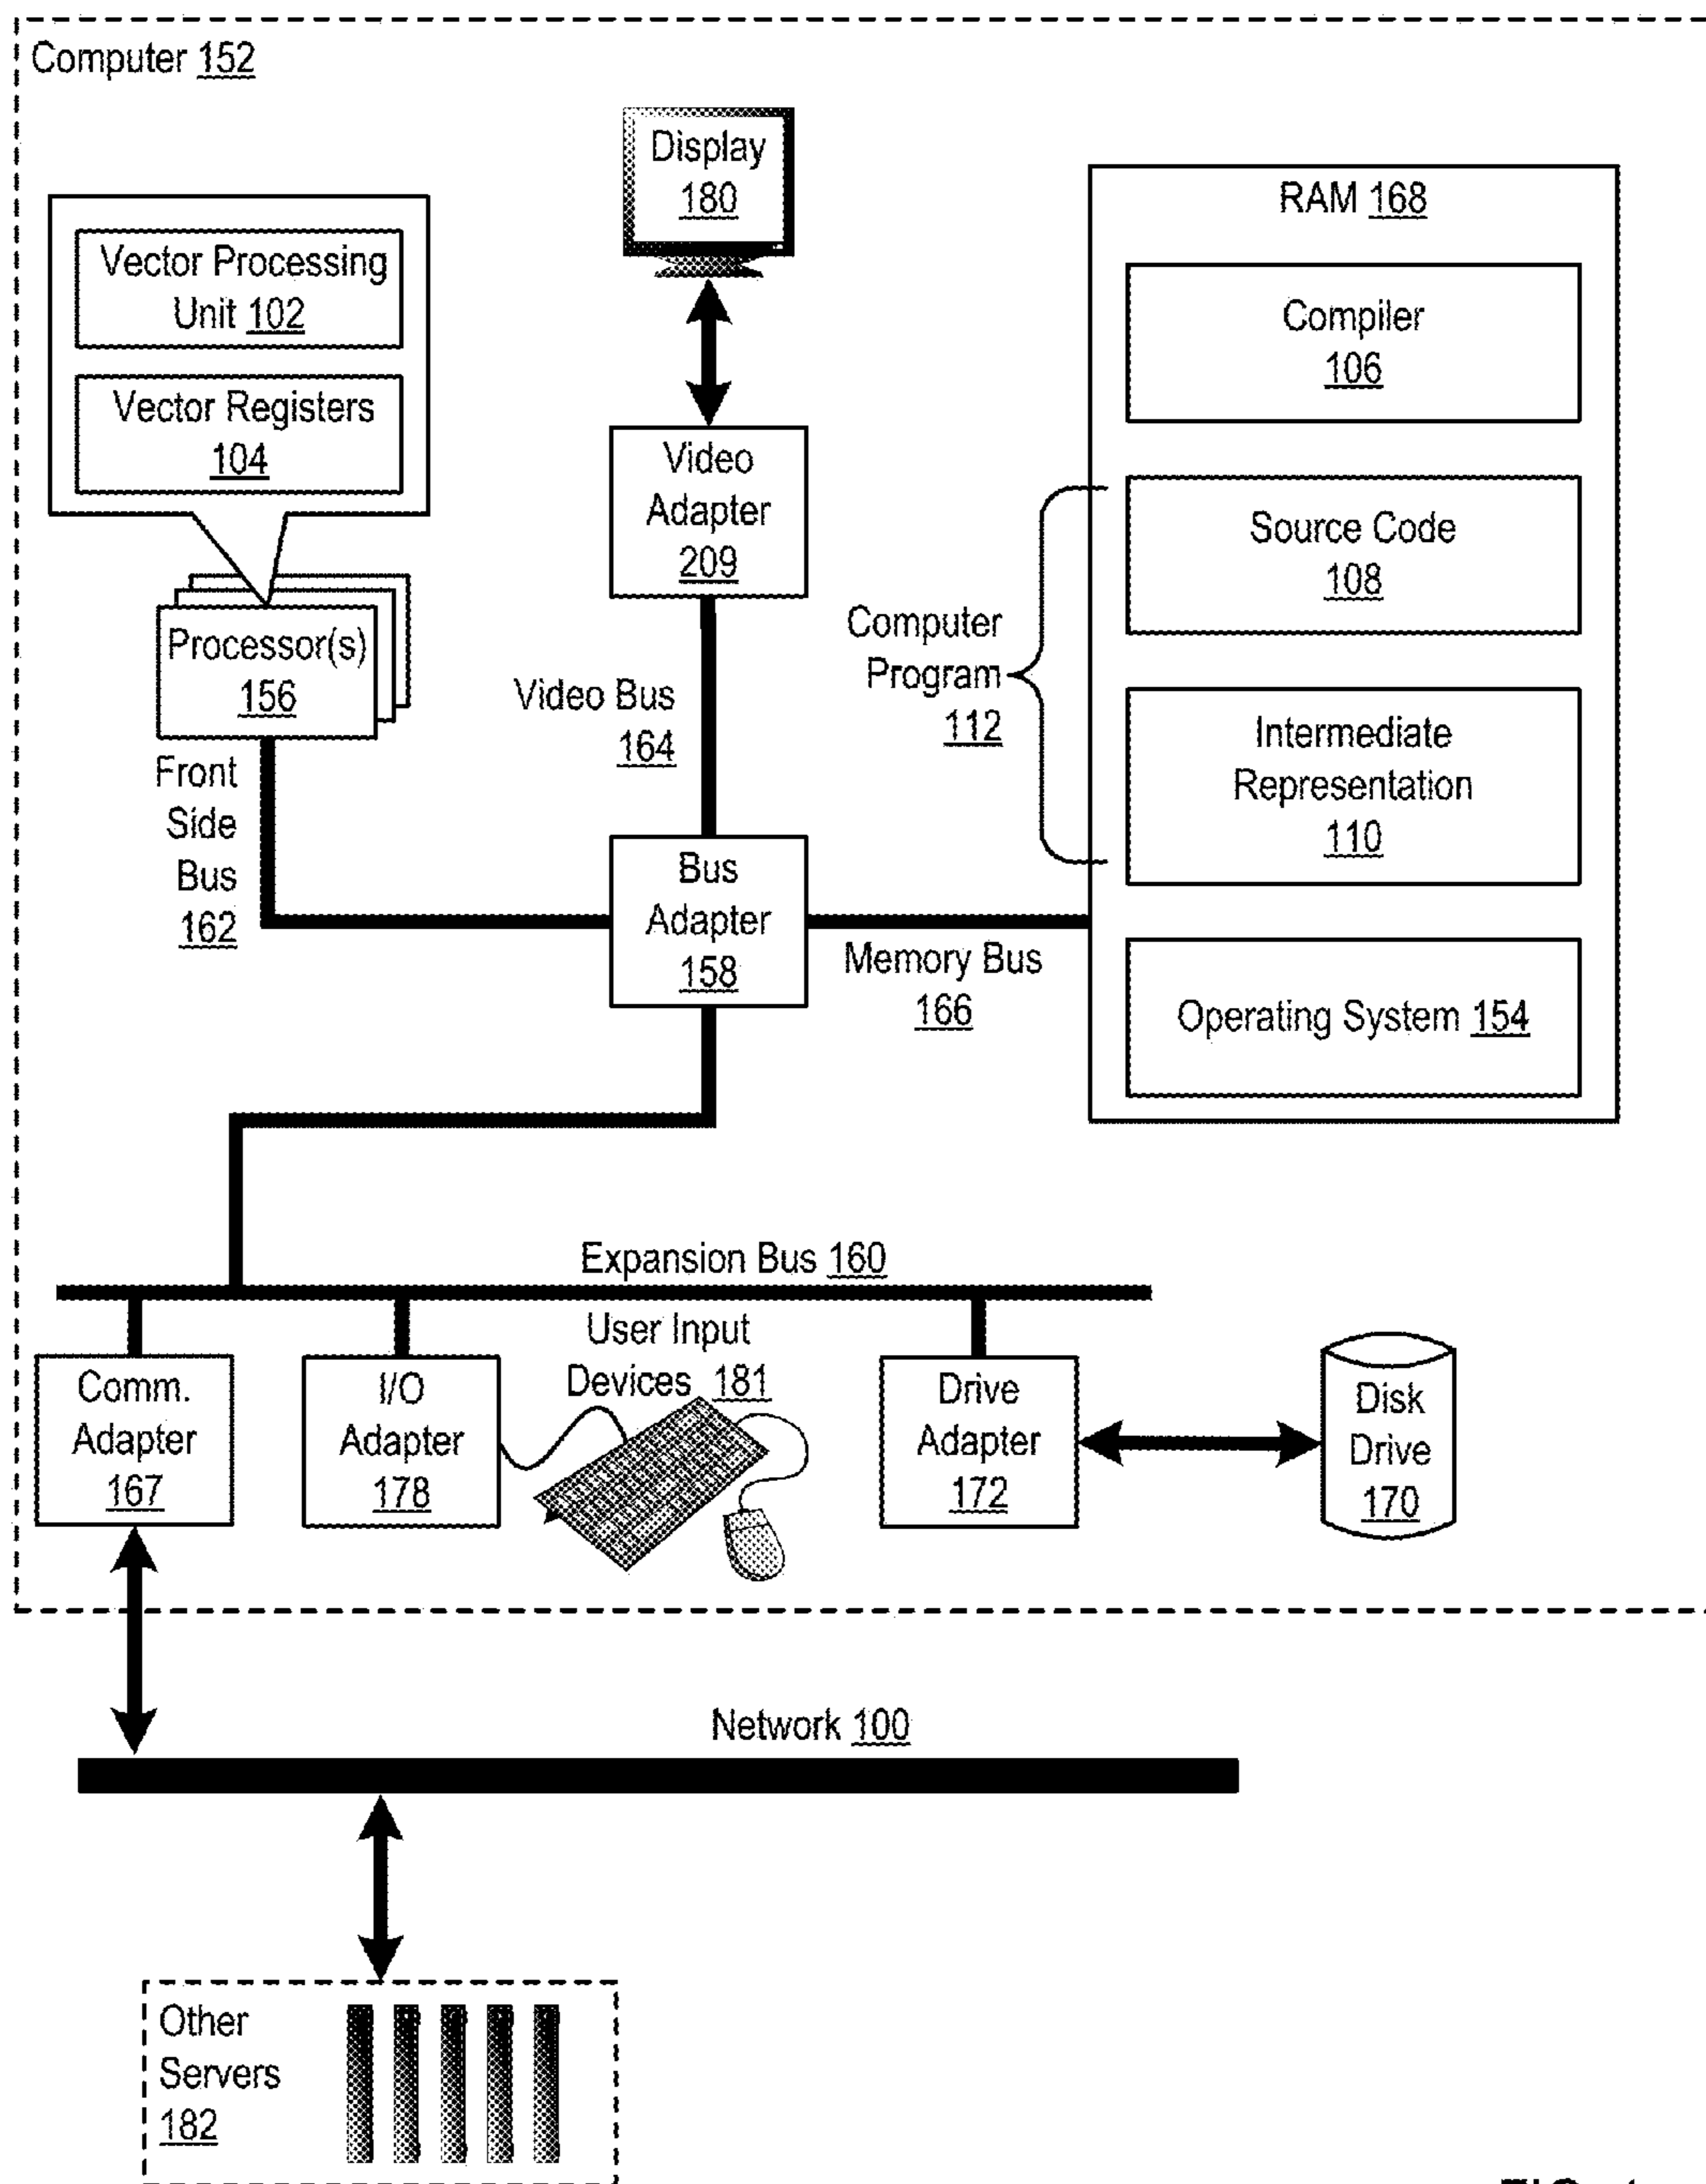 Computer 152
Display
180
RAM 168
Vector Processing
Unit 102
Vector Registers
104
Compiler
106
Video
Adapter
209
Source Code
108
Processor(s)
156
Computer
Program
112
Video Bus
164
Intermediate
Representation
110
Front
Side
Bus
162
Bus
Adapter
158
Memory Bus
166
Operating System 154
Expansion Bus 160
User Input
Devices 181
Comm.
Adapter
167
I/O
Adapter
178
Drive
Adapter
172
Disk
Drive
170
Network 100
Other
Servers
182